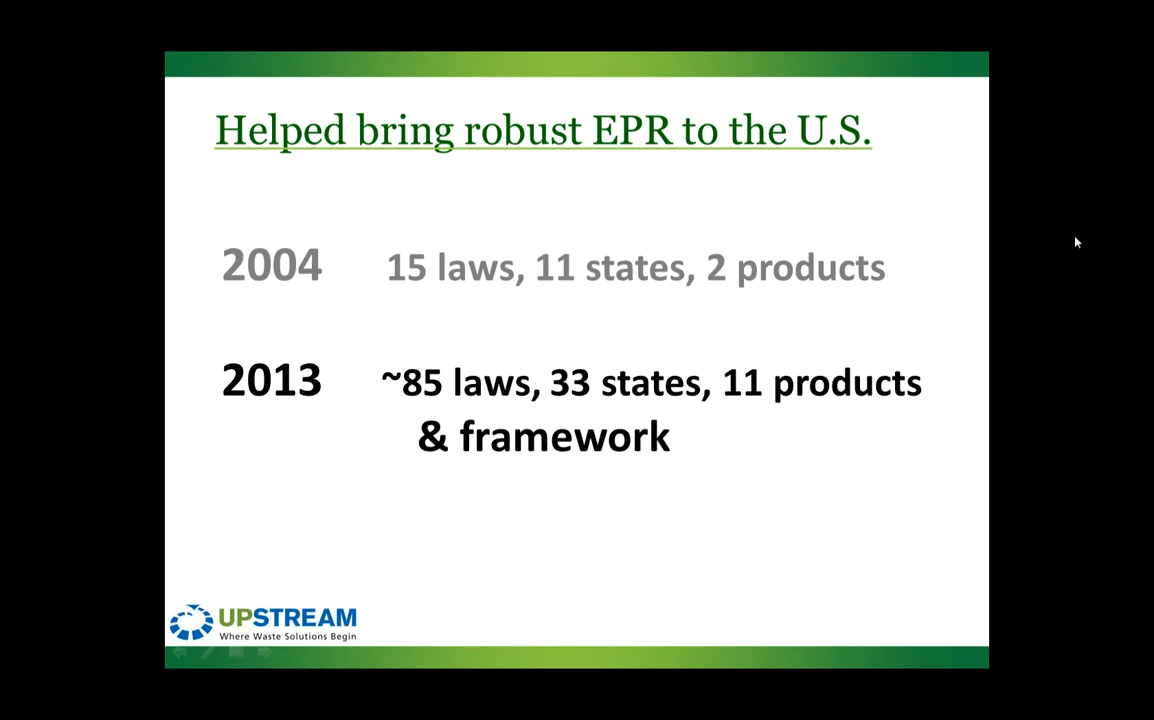 Helped bring robust EPR to the U.S.
2004 15 laws, 11 states, 2 products
2013 ~85 laws, 33 states, 11 products
& framework
UPSTREAM
Where Waste Solutions Begin